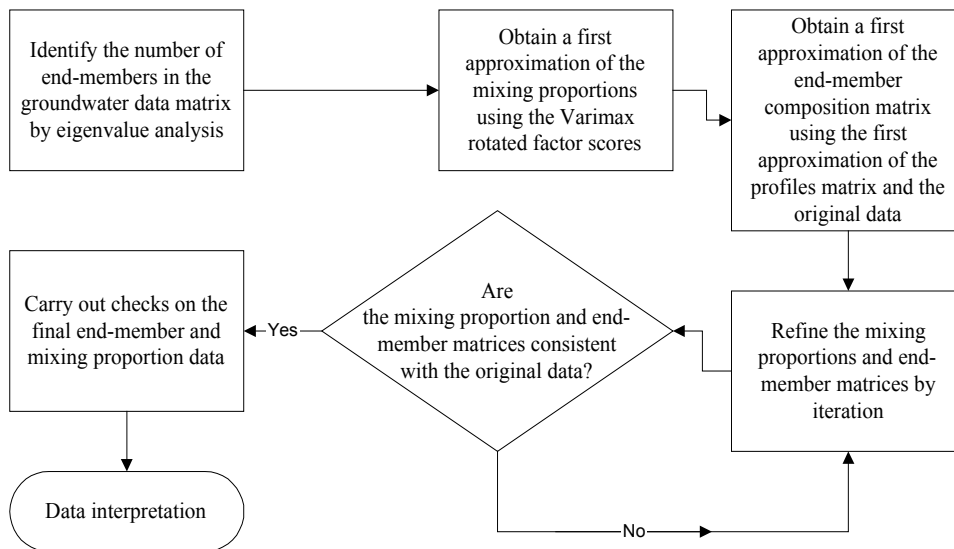 Identify the number of
end-members in the
groundwater data matrix
by eigenvalue analysis
Obtain a first
approximation of the
mixing proportions
using the Varimax
rotated factor scores
Obtain a first
approximation of the
end-member
composition matrix
using the first
approximation of the
profiles matrix and the
original data
Refine the mixing
proportions and end-
member matrices by
iteration
Are
the mixing proportion and end-
member matrices consistent
with the original data?
No
Yes
Carry out checks on the
final end-member and
mixing proportion data
Data interpretation